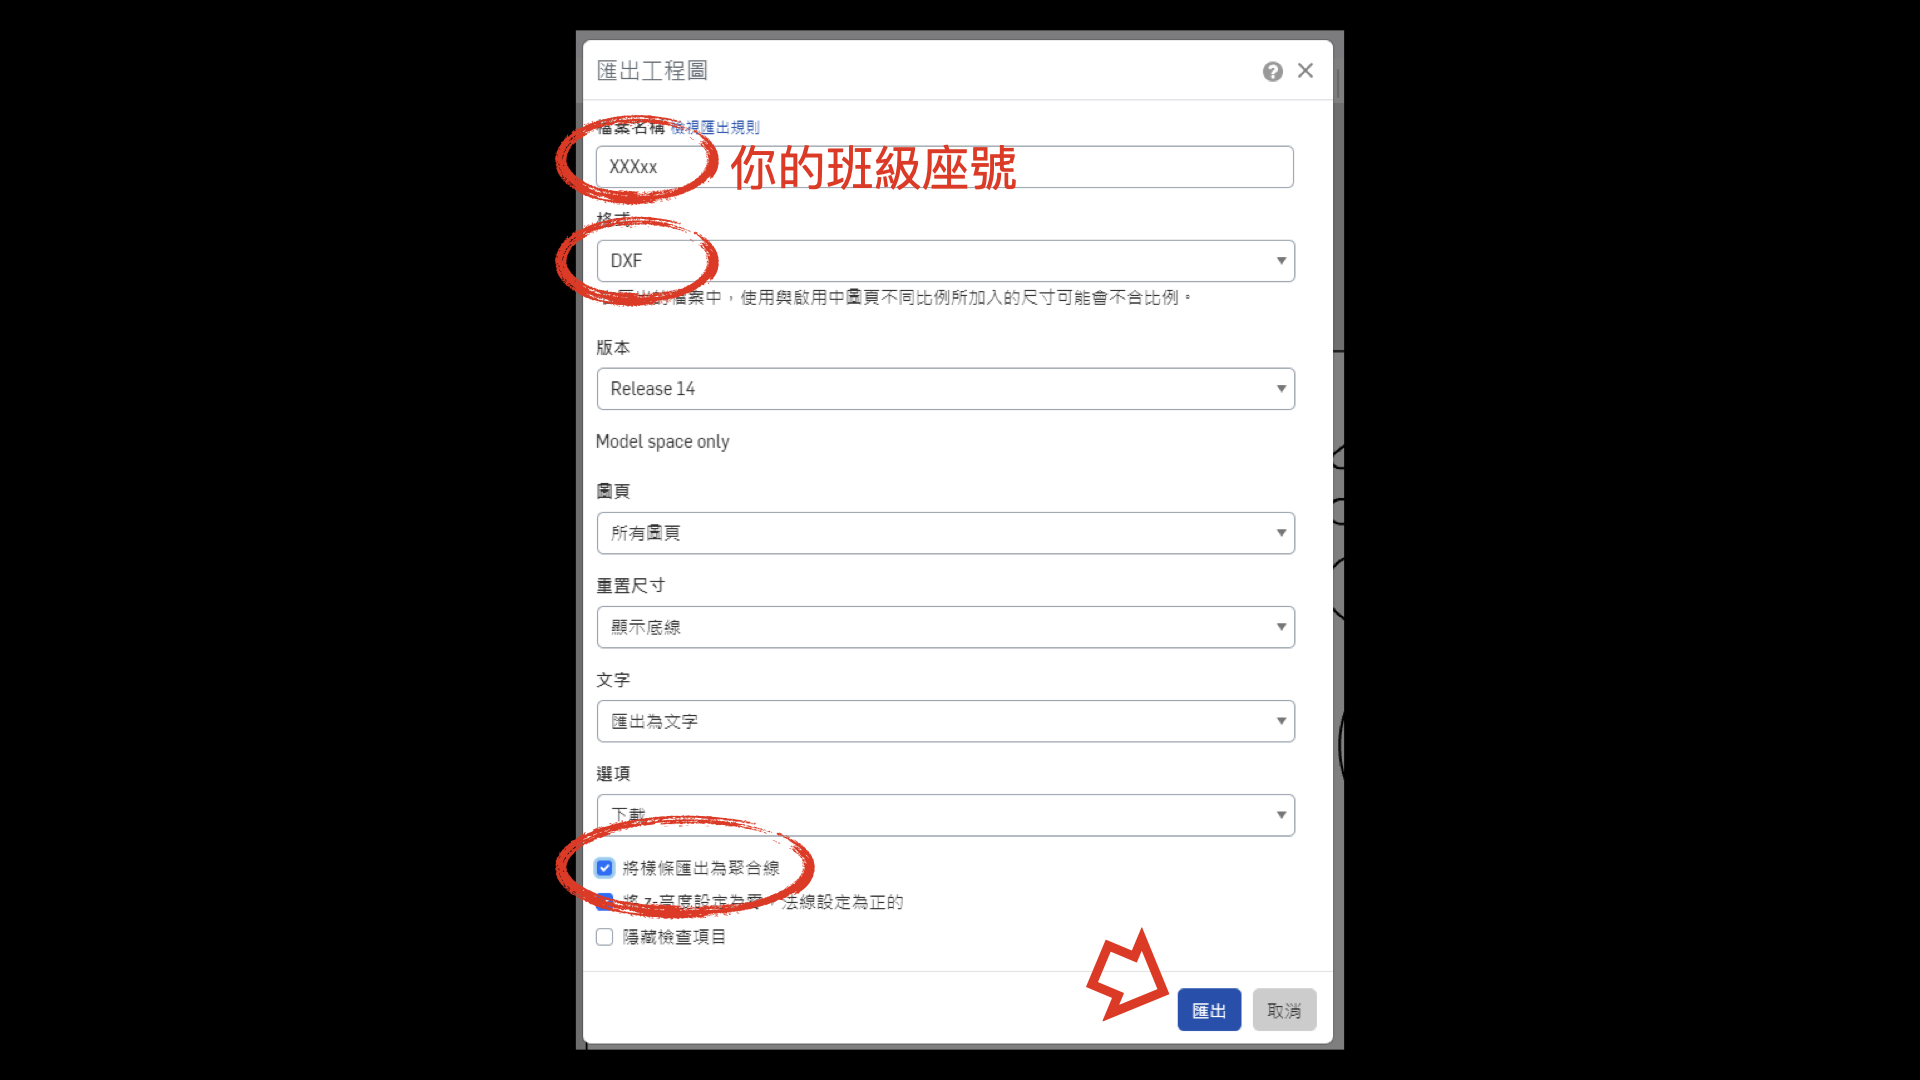 匯出工程圖
檔案名稱 檢視匯出規則
XXXxx 你的班級座號
格式
DXF
在匯出的檔案中，使用與啟用中圖頁不同比例所加入的尺寸可能會不合比例。
版本
Release 14
Model space only
圖頁
所有圖頁
重置尺寸
顯示底線
文字
匯出為文字
選項
下載
將樣條匯出為聚合線
將 z-高度設定為零，法線設定為正的
隱藏檢查項目
匯出 取消